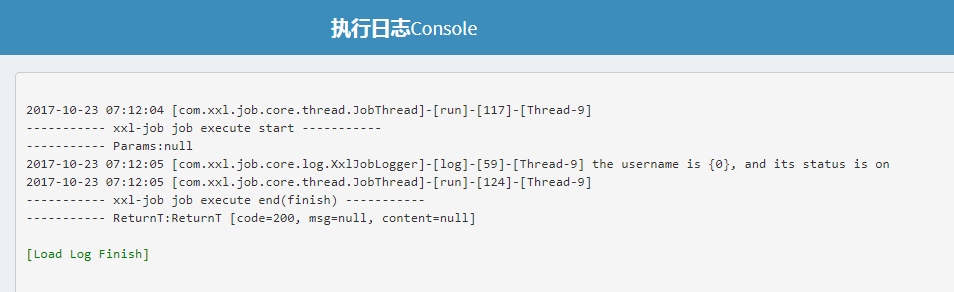 执行日志Console
2017-10-23 07:12:04 [com.xxl.job.core.thread.JobThread]-[run]-[117]-[Thread-9]
----------- xxl-job job execute start -----------
----------- Params:null
2017-10-23 07:12:05 [com.xxl.job.core.log.XxlJobLogger]-[log]-[59]-[Thread-9] the username is {0}, and its status is on
2017-10-23 07:12:05 [com.xxl.job.core.thread.JobThread]-[run]-[124]-[Thread-9]
----------- xxl-job job execute end(finish) -----------
----------- ReturnT:ReturnT [code=200, msg=null, content=null]
[Load Log Finish]